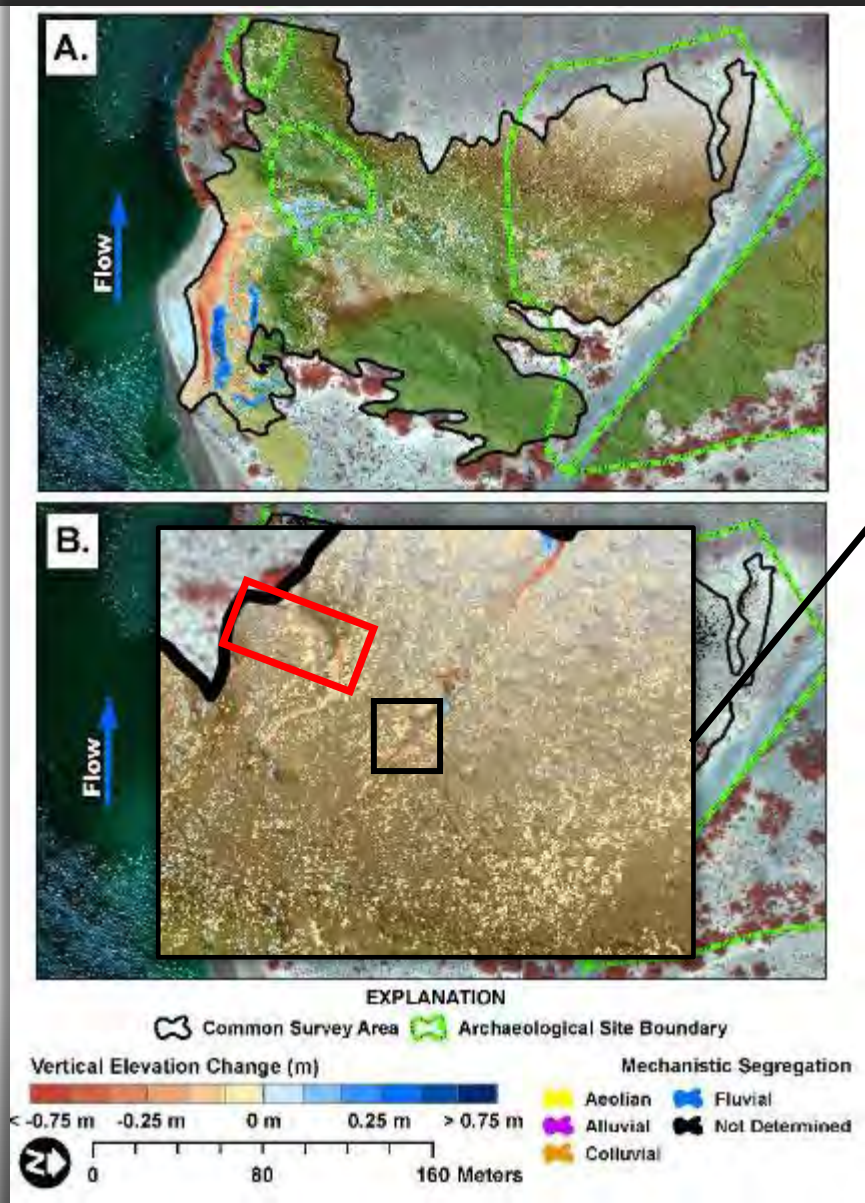 A.
Flow
B.
Flow
EXPLANATION
Common Survey Area Archaeological Site Boundary
Vertical Elevation Change (m)
< -0.75 m -0.25 m 0 m 0.25 m > 0.75 m
Mechanistic Segregation
Aeolian Fluvial
Alluvial Not Determined
Colluvial
N
0 80 160 Meters